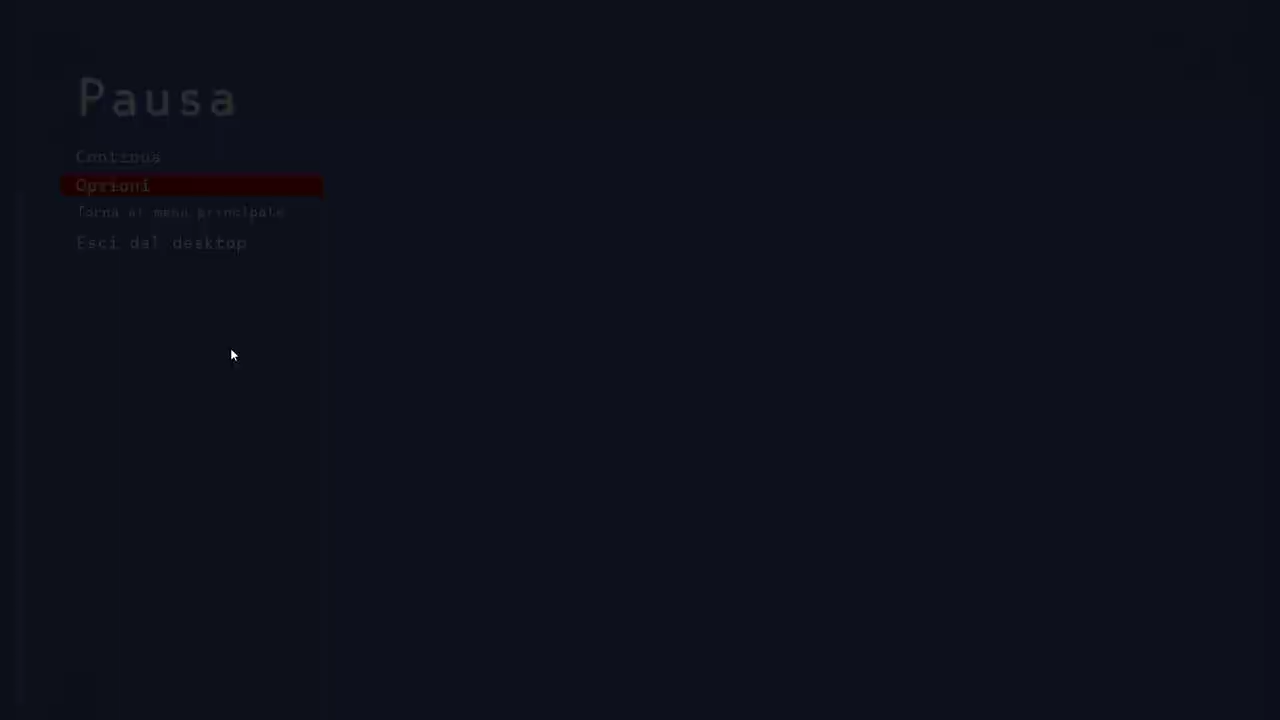 Pausa
Continua
Opzioni
Torna al menu principale
Esci dal desktop